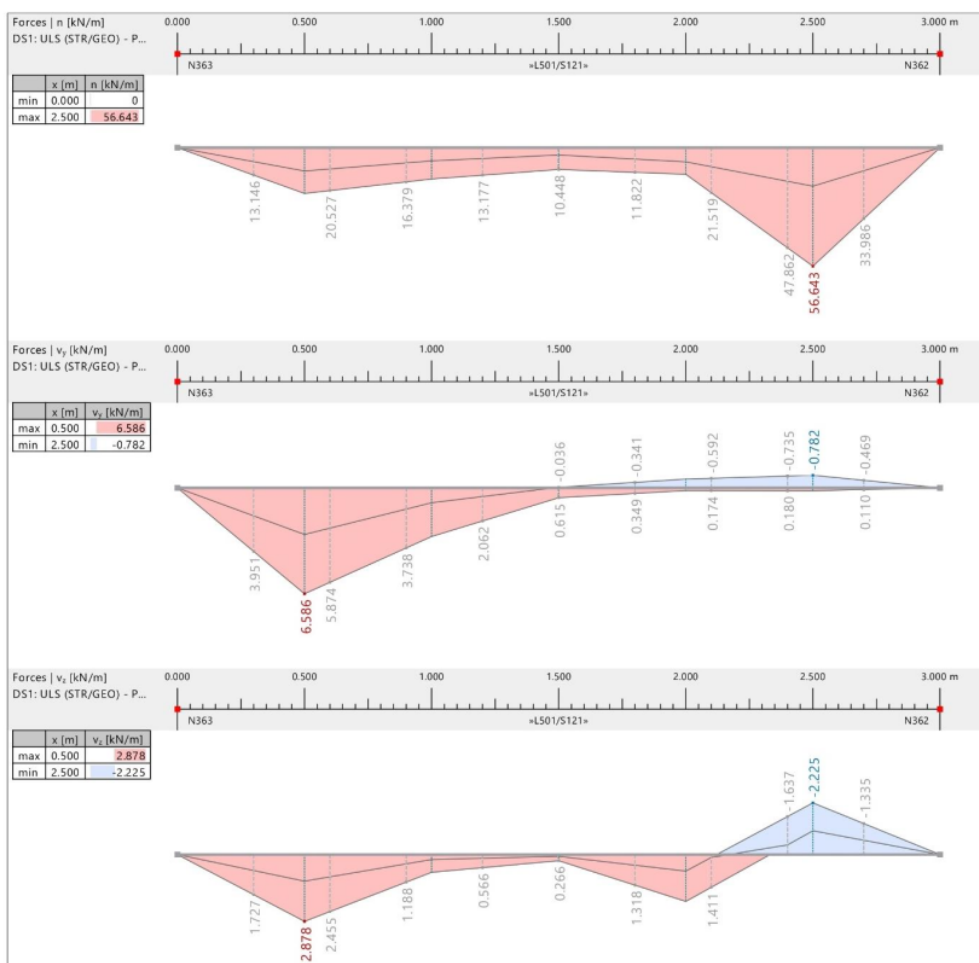 Forces | n [kN/m]
DS1: ULS (STR/GEO) - P...
0.000 0.500 1.000 1.500 2.000 2.500 3.000 m
N363 »L501/S121» N362
x [m] n [kN/m]
min 0.000 0
max 2.500 56.643
13.146 20.527 16.379 13.177 10.448 11.822 21.519 47.862 56.643 33.986
Forces | vy [kN/m]
DS1: ULS (STR/GEO) - P...
0.000 0.500 1.000 1.500 2.000 2.500 3.000 m
N363 »L501/S121» N362
x [m] vy [kN/m]
max 0.500 6.586
min 2.500 -0.782
-0.036 -0.341 -0.592 -0.735 -0.782 -0.469
3.951 6.586 5.874 3.738 2.062 0.615 0.349 0.174 0.180 0.110
Forces | vz [kN/m]
DS1: ULS (STR/GEO) - P...
0.000 0.500 1.000 1.500 2.000 2.500 3.000 m
N363 »L501/S121» N362
x [m] vz [kN/m]
max 0.500 2.878
min 2.500 -2.225
-1.637 -2.225 -1.335
1.727 2.878 2.455 1.188 0.566 0.266 1.318 1.411